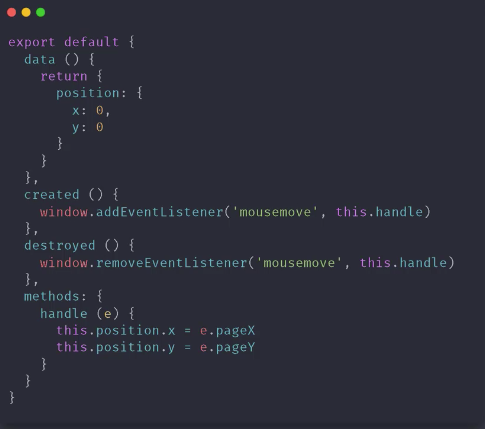 export default {
  data () {
    return {
      position: {
        x: 0,
        y: 0
      }
    }
  },
  created () {
    window.addEventListener('mousemove', this.handle)
  },
  destroyed () {
    window.removeEventListener('mousemove', this.handle)
  },
  methods: {
    handle (e) {
      this.position.x = e.pageX
      this.position.y = e.pageY
    }
  }
}